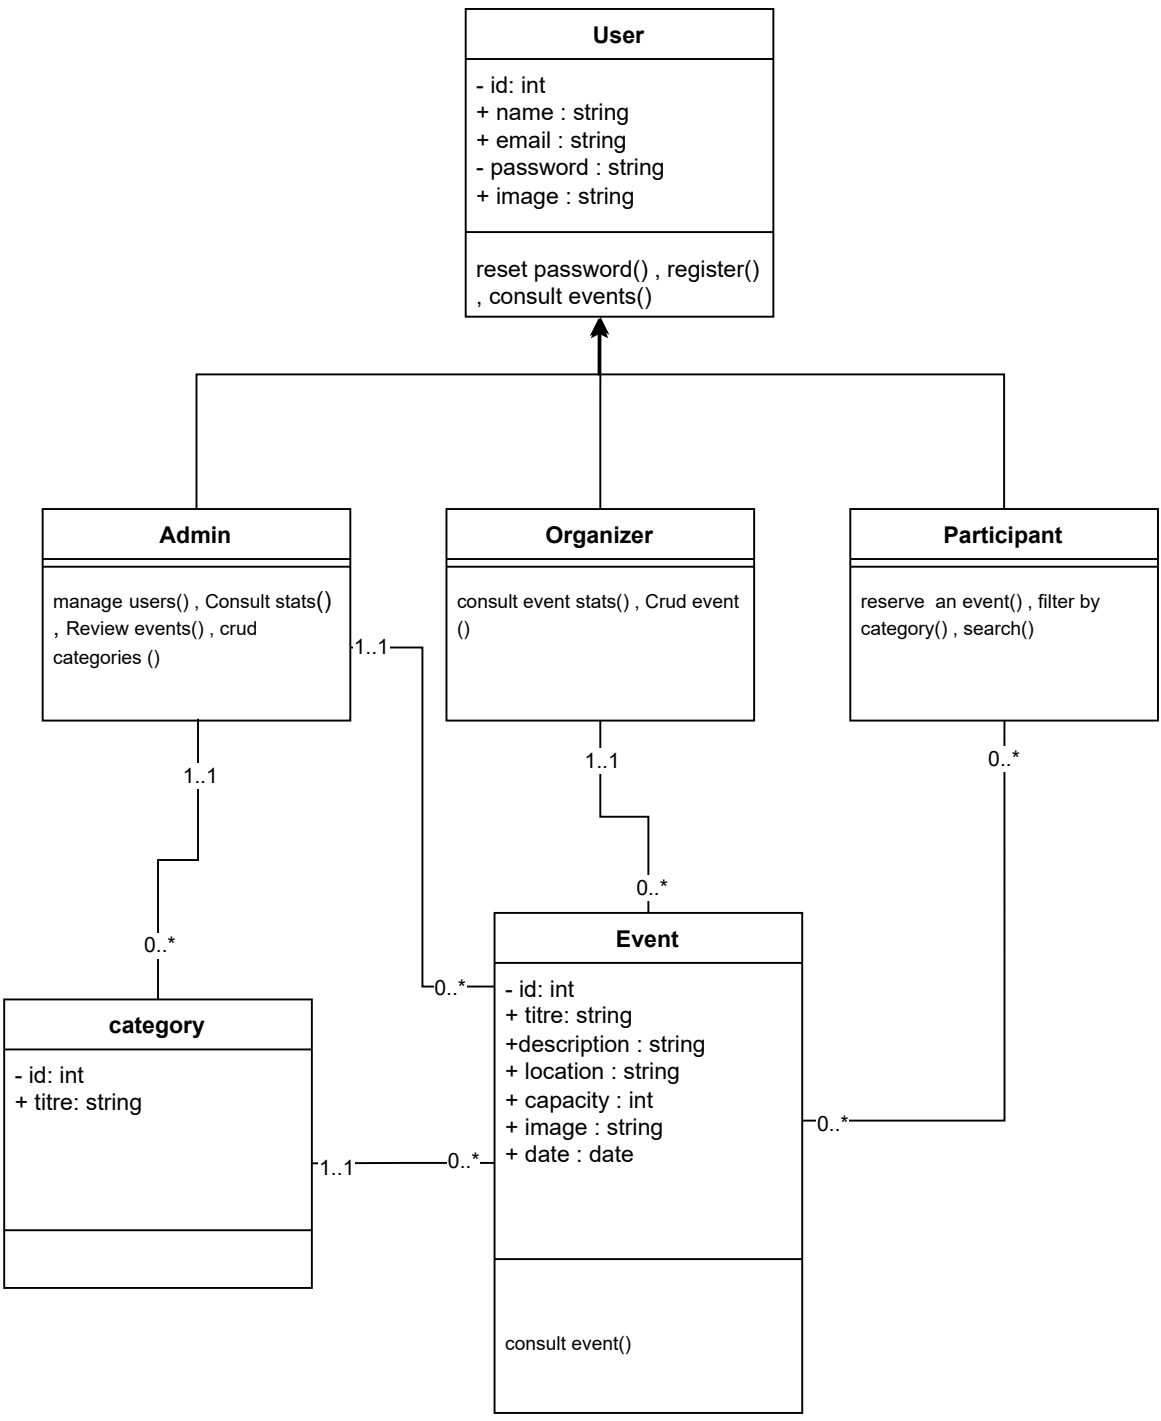 User
- id: int
+ name : string
+ email : string
- password : string
+ image : string
reset password() , register()
, consult events()
Admin
manage users() , Consult stats()
, Review events() , crud
categories ()
Organizer
consult event stats() , Crud event
()
Participant
reserve  an event() , filter by
category() , search()
1..1
1..1
1..1
0..*
0..*
0..*
0..*
category
- id: int
+ titre: string
Event
- id: int
+ titre: string
+description : string
+ location : string
+ capacity : int
+ image : string
+ date : date
0..*
1..1
0..*
consult event()